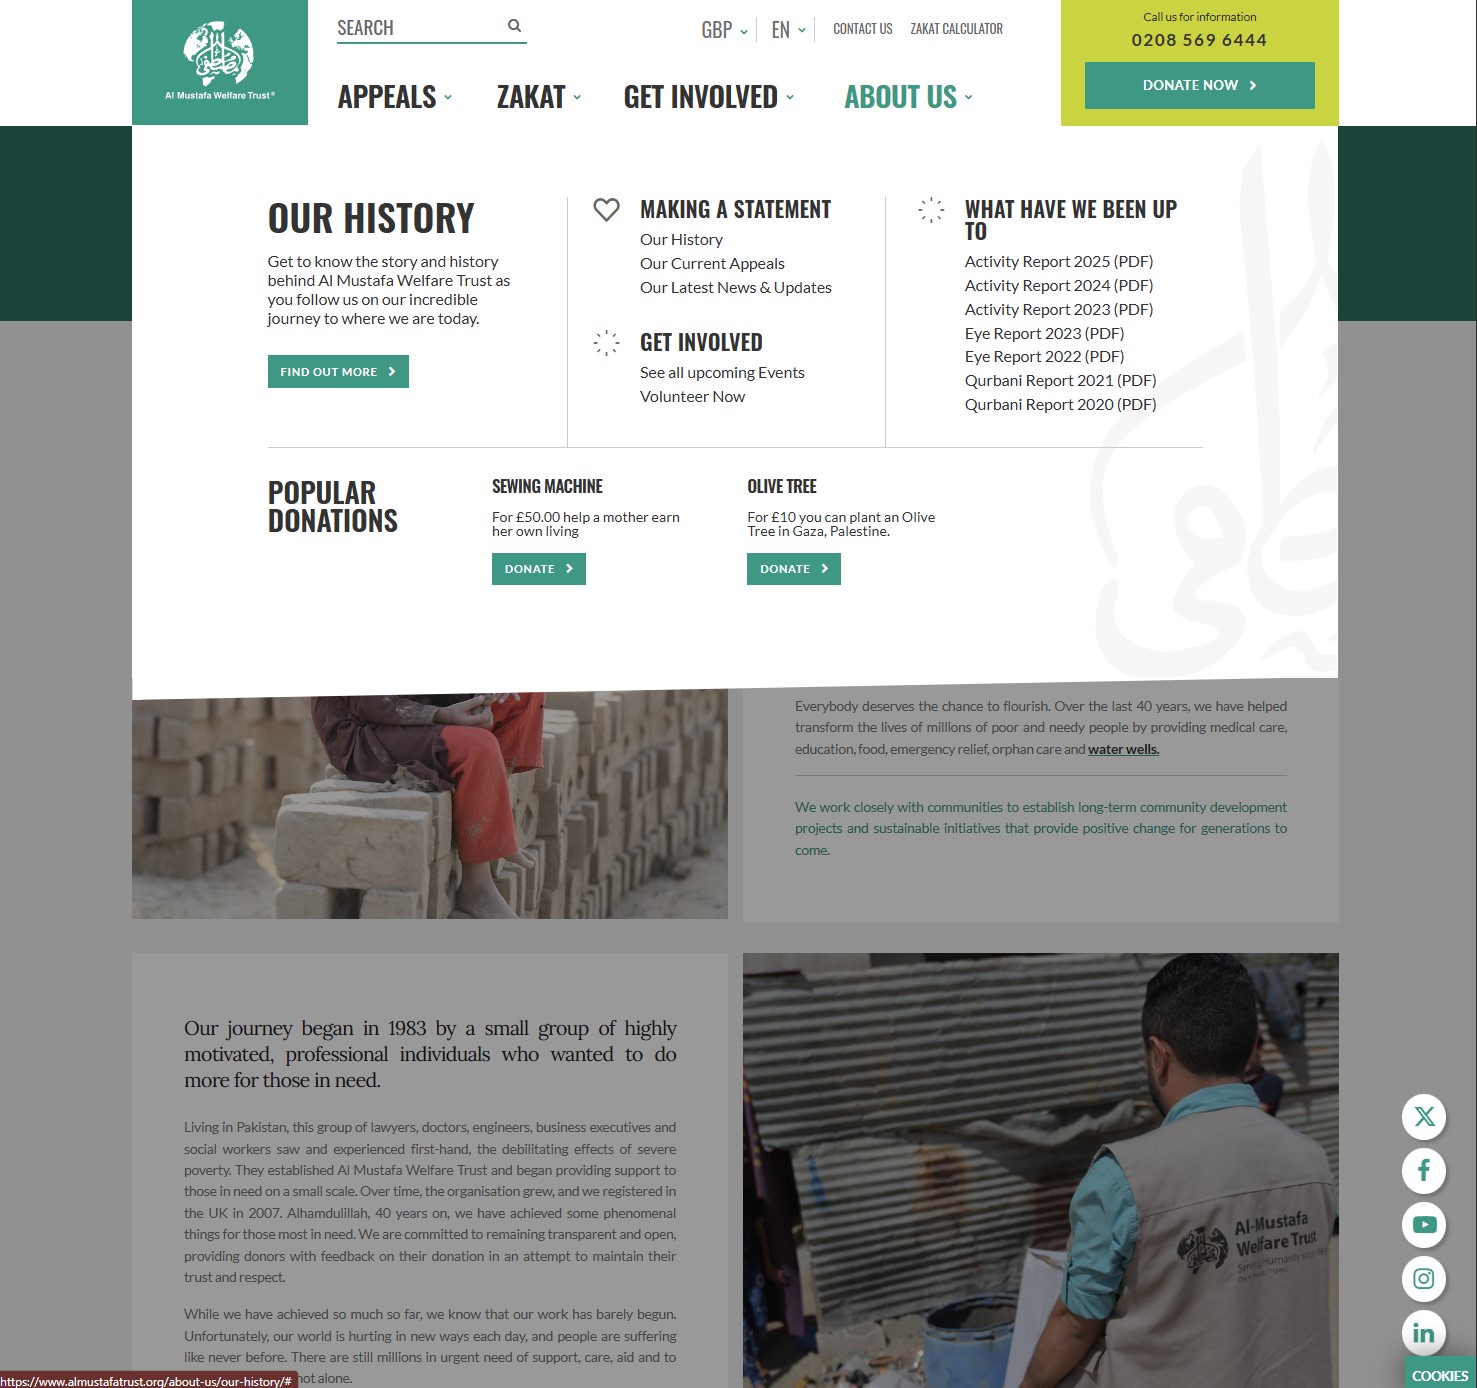 Al Mustafa Welfare Trust®
SEARCH
GBP
EN
CONTACT US
ZAKAT CALCULATOR
Call us for information
0208 569 6444
DONATE NOW
APPEALS
ZAKAT
GET INVOLVED
ABOUT US
OUR HISTORY
Get to know the story and history
behind Al Mustafa Welfare Trust as
you follow us on our incredible
journey to where we are today.
FIND OUT MORE
MAKING A STATEMENT
Our History
Our Current Appeals
Our Latest News & Updates
GET INVOLVED
See all upcoming Events
Volunteer Now
WHAT HAVE WE BEEN UP
TO
Activity Report 2025 (PDF)
Activity Report 2024 (PDF)
Activity Report 2023 (PDF)
Eye Report 2023 (PDF)
Eye Report 2022 (PDF)
Qurbani Report 2021 (PDF)
Qurbani Report 2020 (PDF)
POPULAR
DONATIONS
SEWING MACHINE
For £50.00 help a mother earn
her own living
DONATE
OLIVE TREE
For £10 you can plant an Olive
Tree in Gaza, Palestine.
DONATE
Everybody deserves the chance to flourish. Over the last 40 years, we have helped
transform the lives of millions of poor and needy people by providing medical care,
education, food, emergency relief, orphan care and water wells.
We work closely with communities to establish long-term community development
projects and sustainable initiatives that provide positive change for generations to
come.
Our journey began in 1983 by a small group of highly
motivated, professional individuals who wanted to do
more for those in need.
Living in Pakistan, this group of lawyers, doctors, engineers, business executives and
social workers saw and experienced first-hand, the debilitating effects of severe
poverty. They established Al Mustafa Welfare Trust and began providing support to
those in need on a small scale. Over time, the organisation grew, and we registered in
the UK in 2007. Alhamdulillah, 40 years on, we have achieved some phenomenal
things for those most in need. We are committed to remaining transparent and open,
providing donors with feedback on their donation in an attempt to maintain their
trust and respect.
While we have achieved so much so far, we know that our work has barely begun.
Unfortunately, our world is hurting in new ways each day, and people are suffering
like never before. There are still millions in urgent need of support, care, aid and to
not alone.
Al-Mustafa
Welfare Trust
Serving Humanity
COOKIES
https://www.almustafatrust.org/about-us/our-history/#